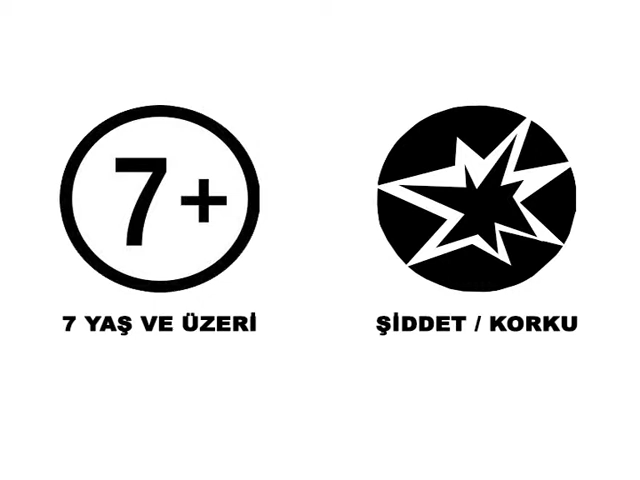 7+
7 YAŞ VE ÜZERİ
ŞİDDET / KORKU